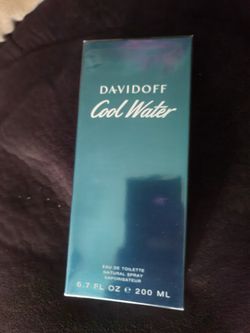 DAVIDOFF
Cool Water
EAU DE TOILETTE
NATURAL SPRAY
VAPORISATEUR
6.7 FL OZ e 200 ML